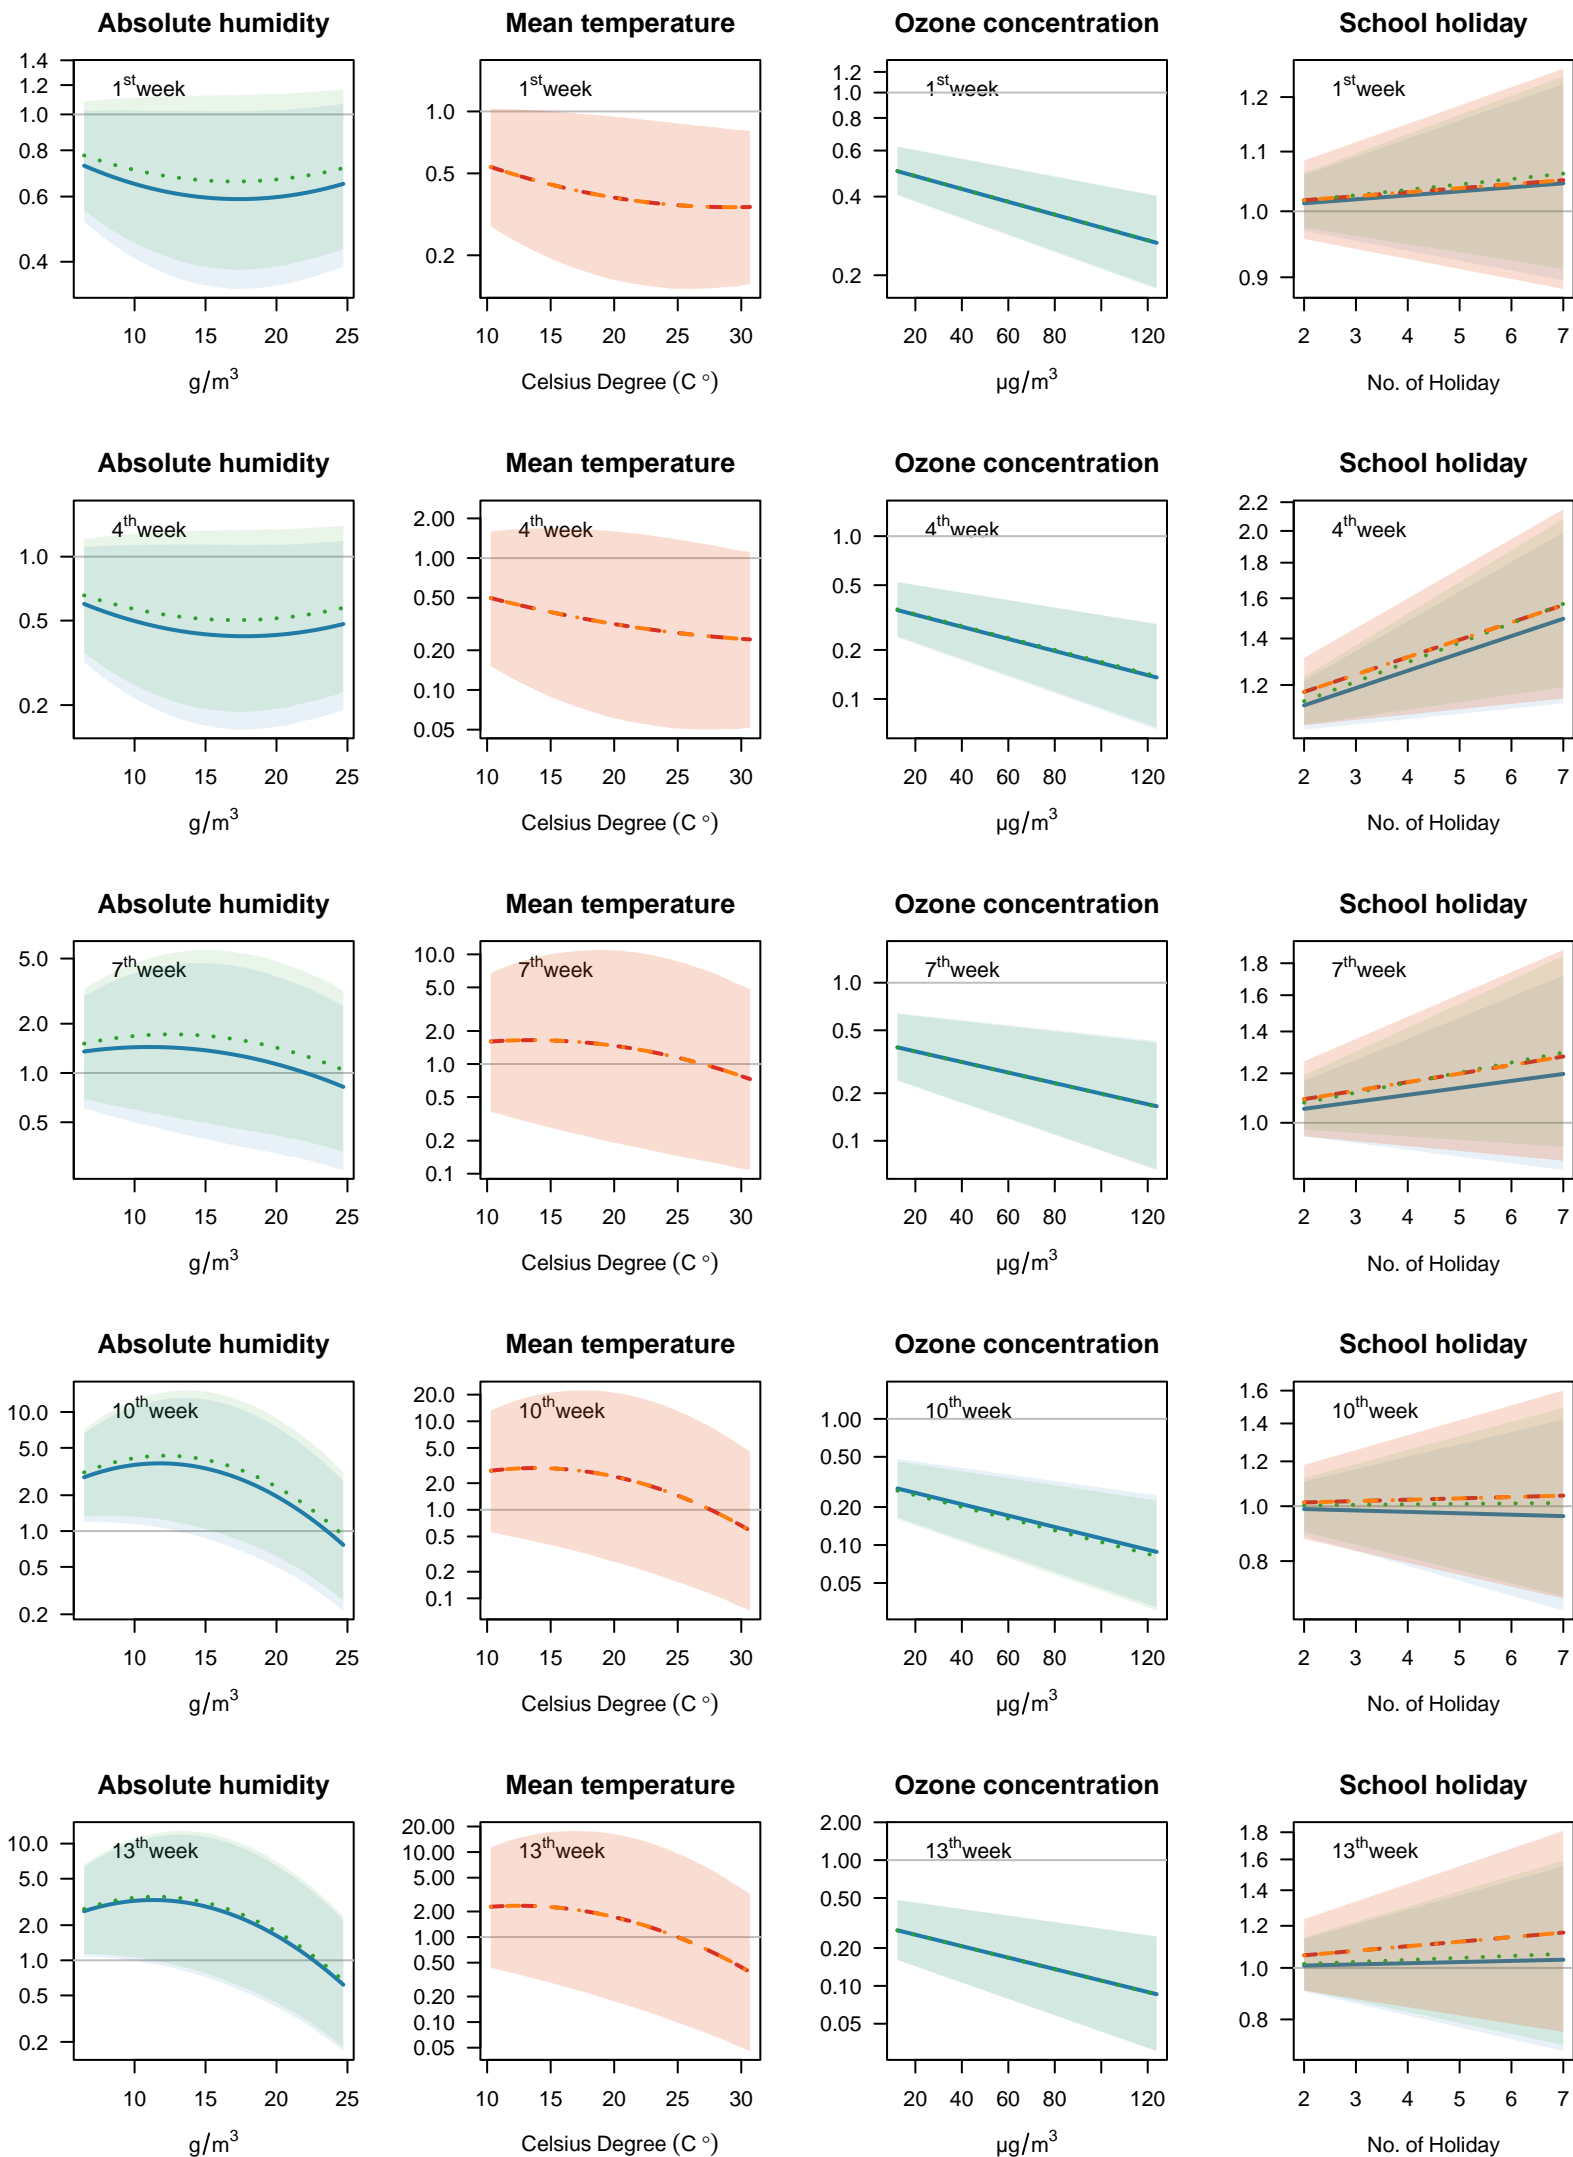 Absolute humidity Mean temperature Ozone concentration School holiday
1.4
1.2
1.0
0.8
0.6
0.4
1st week
10 15 20 25
g/m3
1.0
0.5
0.2
1st week
10 15 20 25 30
Celsius Degree (C °)
1.2
1.0
0.8
0.6
0.4
0.2
1st week
20 40 60 80 120
µg/m3
1.2
1.1
1.0
0.9
1st week
2 3 4 5 6 7
No. of Holiday
Absolute humidity Mean temperature Ozone concentration School holiday
1.0
0.5
0.2
4th week
10 15 20 25
g/m3
2.00
1.00
0.50
0.20
0.10
0.05
4th week
10 15 20 25 30
Celsius Degree (C °)
1.0
0.5
0.2
0.1
4th week
20 40 60 80 120
µg/m3
2.2
2.0
1.8
1.6
1.4
1.2
4th week
2 3 4 5 6 7
No. of Holiday
Absolute humidity Mean temperature Ozone concentration School holiday
5.0
2.0
1.0
0.5
7th week
10 15 20 25
g/m3
10.0
5.0
2.0
1.0
0.5
0.2
0.1
7th week
10 15 20 25 30
Celsius Degree (C °)
1.0
0.5
0.2
0.1
7th week
20 40 60 80 120
µg/m3
1.8
1.6
1.4
1.2
1.0
7th week
2 3 4 5 6 7
No. of Holiday
Absolute humidity Mean temperature Ozone concentration School holiday
10.0
5.0
2.0
1.0
0.5
0.2
10th week
10 15 20 25
g/m3
20.0
10.0
5.0
2.0
1.0
0.5
0.2
0.1
10th week
10 15 20 25 30
Celsius Degree (C °)
1.00
0.50
0.20
0.10
0.05
10th week
20 40 60 80 120
µg/m3
1.6
1.4
1.2
1.0
0.8
10th week
2 3 4 5 6 7
No. of Holiday
Absolute humidity Mean temperature Ozone concentration School holiday
10.0
5.0
2.0
1.0
0.5
0.2
13th week
10 15 20 25
g/m3
20.00
10.00
5.00
2.00
1.00
0.50
0.20
0.10
0.05
13th week
10 15 20 25 30
Celsius Degree (C °)
2.00
1.00
0.50
0.20
0.10
0.05
13th week
20 40 60 80 120
µg/m3
1.8
1.6
1.4
1.2
1.0
0.8
13th week
2 3 4 5 6 7
No. of Holiday